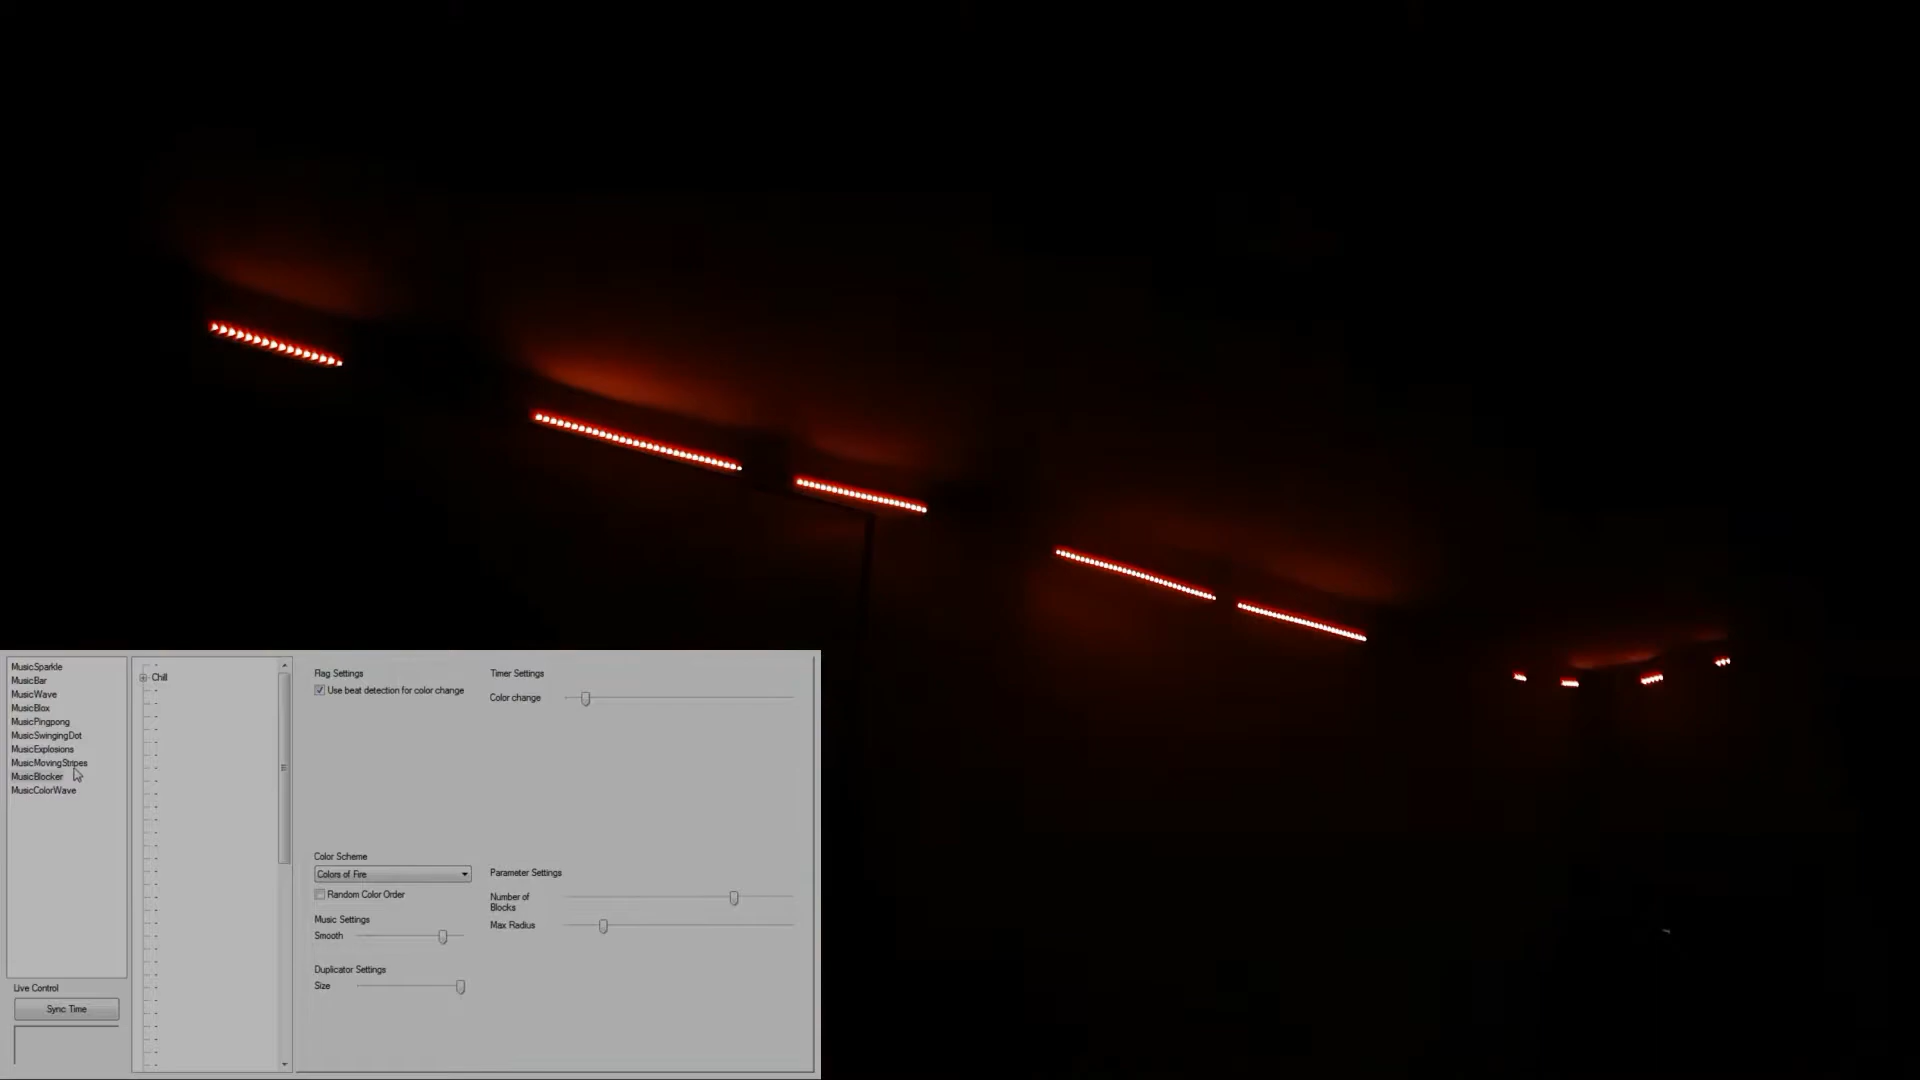 MusicSparkle
MusicBar
MusicWave
MusicBlox
MusicPingpong
MusicSwingingDot
MusicExplosions
MusicMovingStripes
MusicBlocker
MusicColorWave
Live Control
Sync Time
Chill
Flag Settings
Use beat detection for color change
Timer Settings
Color change
Color Scheme
Colors of Fire
Random Color Order
Music Settings
Smooth
Duplicator Settings
Size
Parameter Settings
Number of
Blocks
Max Radius